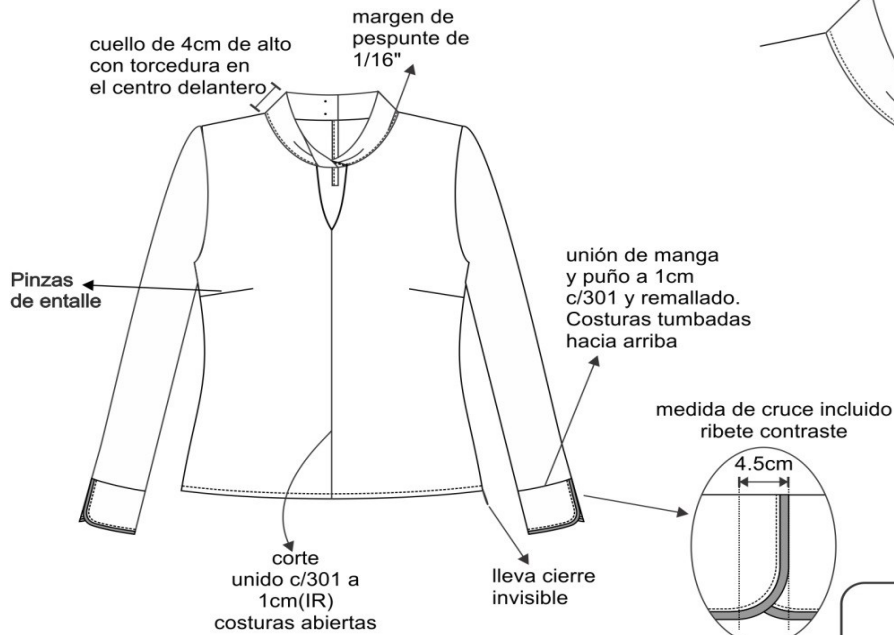 cuello de 4cm de alto
con torcedura en
el centro delantero
margen de
pespunte de
1/16"
Pinzas
de entalle
unión de manga
y puño a 1cm
c/301 y remallado.
Costuras tumbadas
hacia arriba
medida de cruce incluido
ribete contraste
4.5cm
corte
unido c/301 a
1cm(IR)
costuras abiertas
lleva cierre
invisible